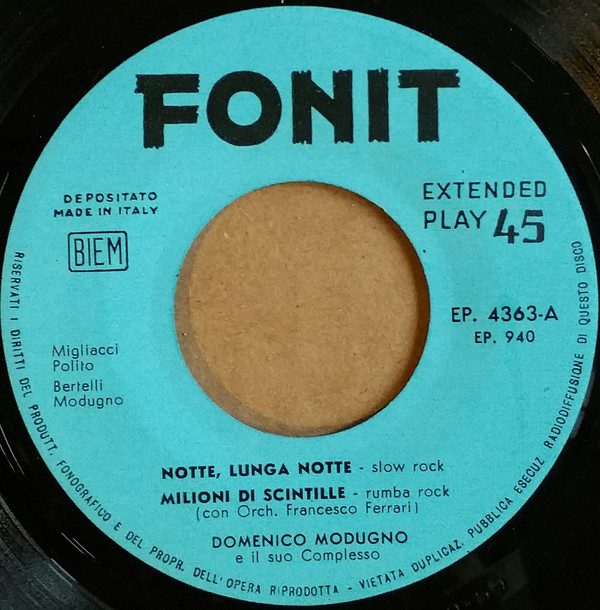 FONIT
DEPOSITATO
MADE IN ITALY
BIEM
EXTENDED
PLAY 45
EP. 4363-A
EP. 940
Migliacci
Polito
Bertelli
Modugno
NOTTE, LUNGA NOTTE - slow rock
MILIONI DI SCINTILLE - rumba rock
(con Orch. Francesco Ferrari)
DOMENICO MODUGNO
e il suo Complesso
RISERVATI I DIRITTI DEL PRODUTT. FONOGRAFICO E DEL PROPR. DELL'OPERA RIPRODOTTA - VIETATA DUPLICAZ. PUBBLICA ESECUZ. RADIODIFFUSIONE DI QUESTO DISCO